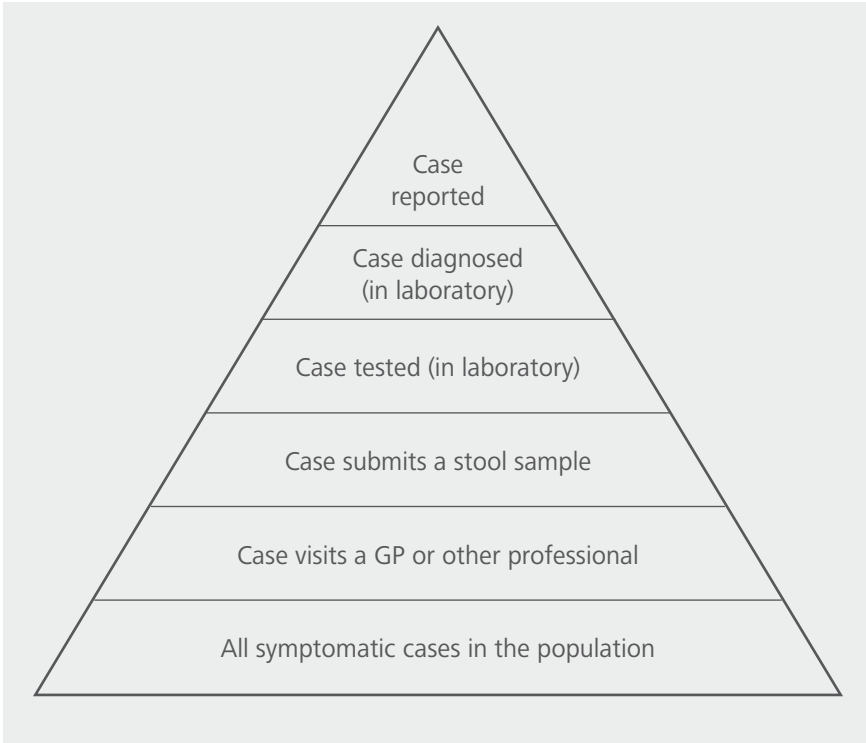 Case
reported
Case diagnosed
(in laboratory)
Case tested (in laboratory)
Case submits a stool sample
Case visits a GP or other professional
All symptomatic cases in the population